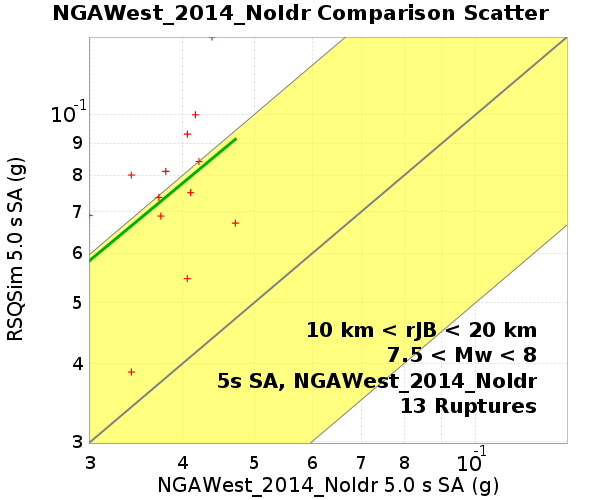 NGAWest_2014_NoIdr Comparison Scatter
RSQSim 5.0 s SA (g)
10-1
9
8
7
6
5
4
3
10 km < rJB < 20 km
7.5 < Mw < 8
5s SA, NGAWest_2014_NoIdr
13 Ruptures
3 4 5 6 7 8 9 10-1
NGAWest_2014_NoIdr 5.0 s SA (g)